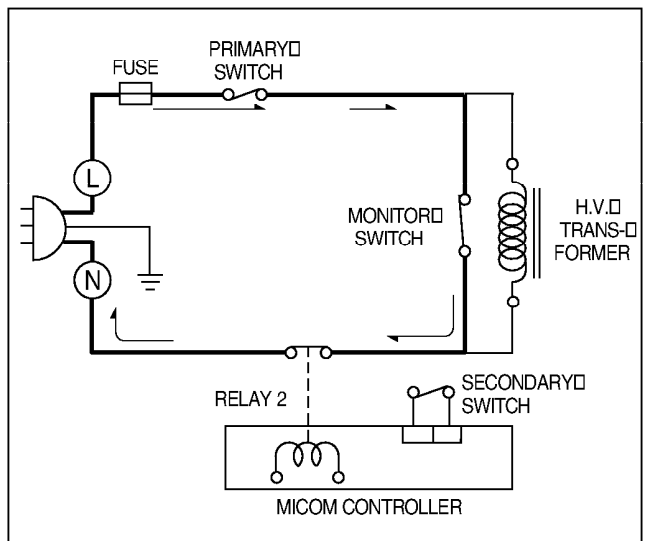 PRIMARY□
SWITCH
FUSE
L
MONITOR□
SWITCH
H.V.□
TRANS-□
FORMER
N
RELAY 2
SECONDARY□
SWITCH
MICOM CONTROLLER